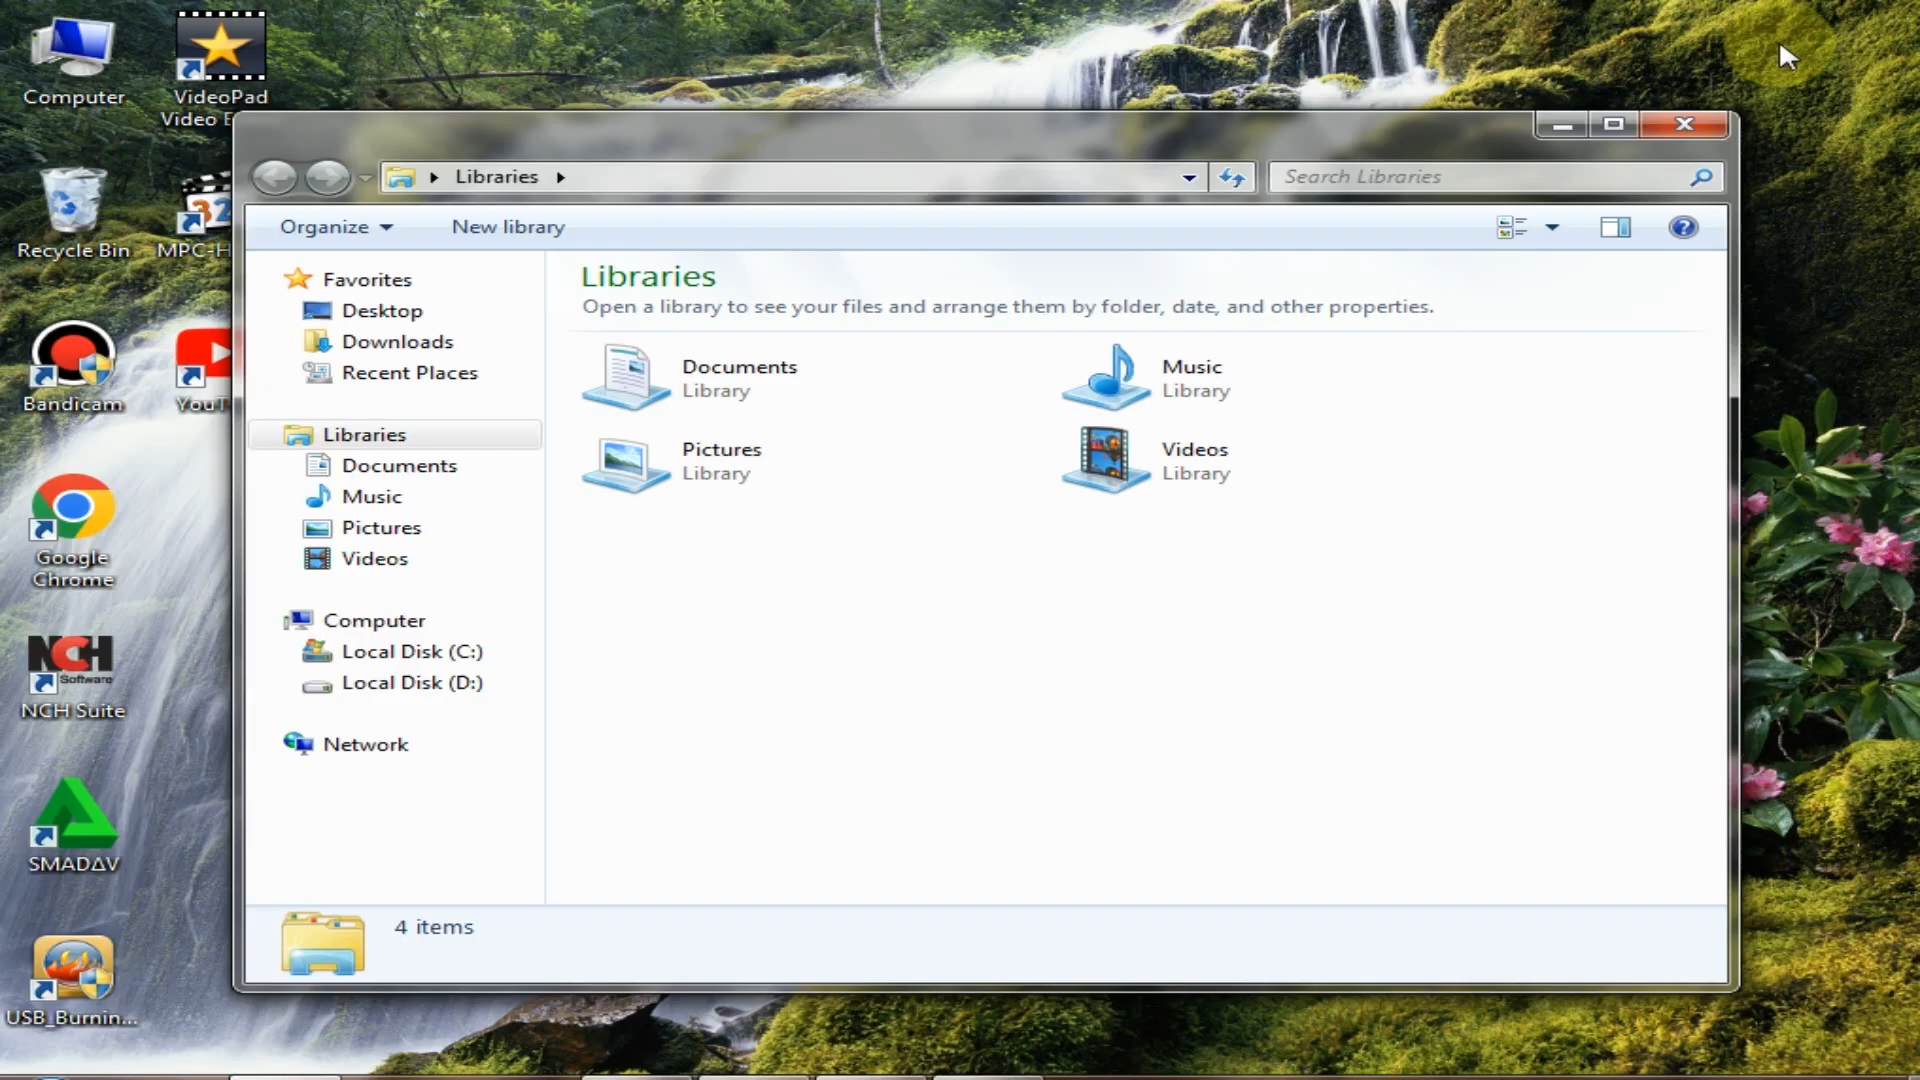 Computer
VideoPad
Video E
Recycle Bin
MPC-H
32
Bandicam
YouT
Google
Chrome
NCH
Software
NCH Suite
SMADΔV
USB_Burnin...
Libraries
Search Libraries
Organize
New library
Favorites
Desktop
Downloads
Recent Places
Libraries
Documents
Music
Pictures
Videos
Computer
Local Disk (C:)
Local Disk (D:)
Network
Libraries
Open a library to see your files and arrange them by folder, date, and other properties.
Documents
Library
Music
Library
Pictures
Library
Videos
Library
4 items